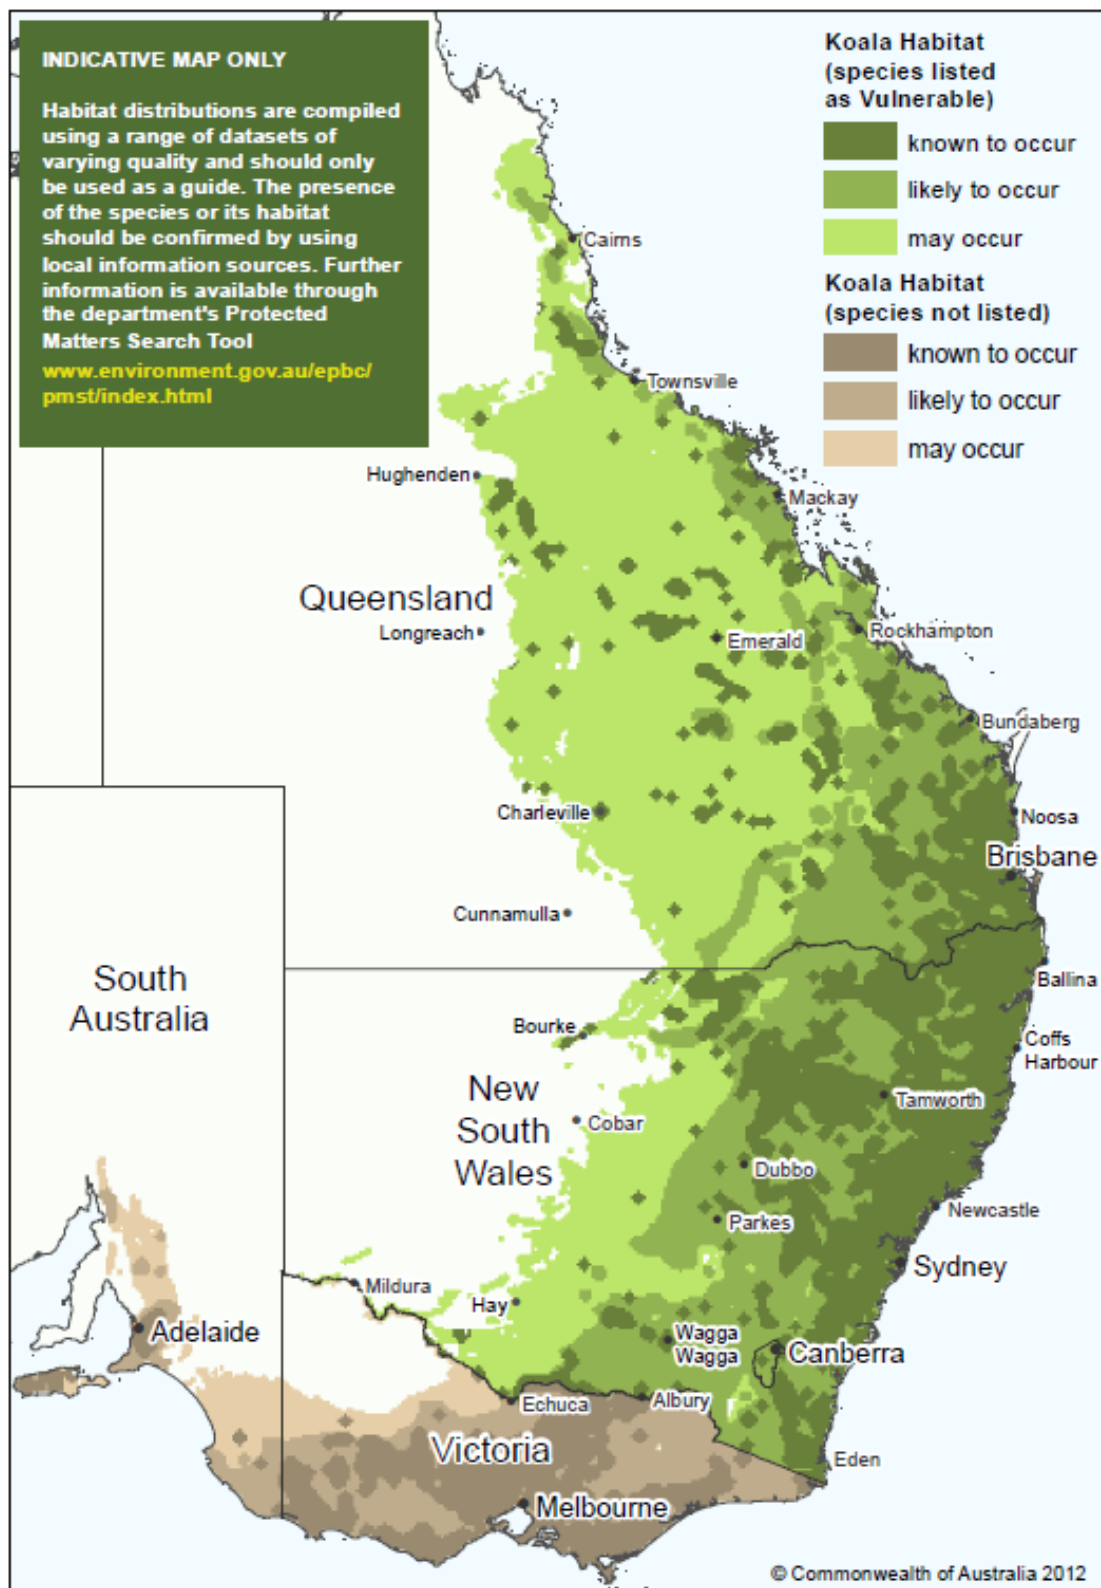 INDICATIVE MAP ONLY
Habitat distributions are compiled
using a range of datasets of
varying quality and should only
be used as a guide. The presence
of the species or its habitat
should be confirmed by using
local information sources. Further
information is available through
the department's Protected
Matters Search Tool
www.environment.gov.au/epbc/
pmst/index.html
Koala Habitat
(species listed
as Vulnerable)
known to occur
likely to occur
may occur
Koala Habitat
(species not listed)
known to occur
likely to occur
may occur
Cairns
Townsville
Hughenden
Mackay
Queensland
Longreach
Emerald
Rockhampton
Bundaberg
Charleville
Noosa
Brisbane
Cunnamulla
South
Australia
Ballina
Bourke
Coffs
Harbour
New
South
Wales
Cobar
Tamworth
Dubbo
Parkes
Newcastle
Sydney
Mildura
Hay
Adelaide
Wagga
Wagga
Canberra
Echuca
Albury
Victoria
Eden
Melbourne
© Commonwealth of Australia 2012